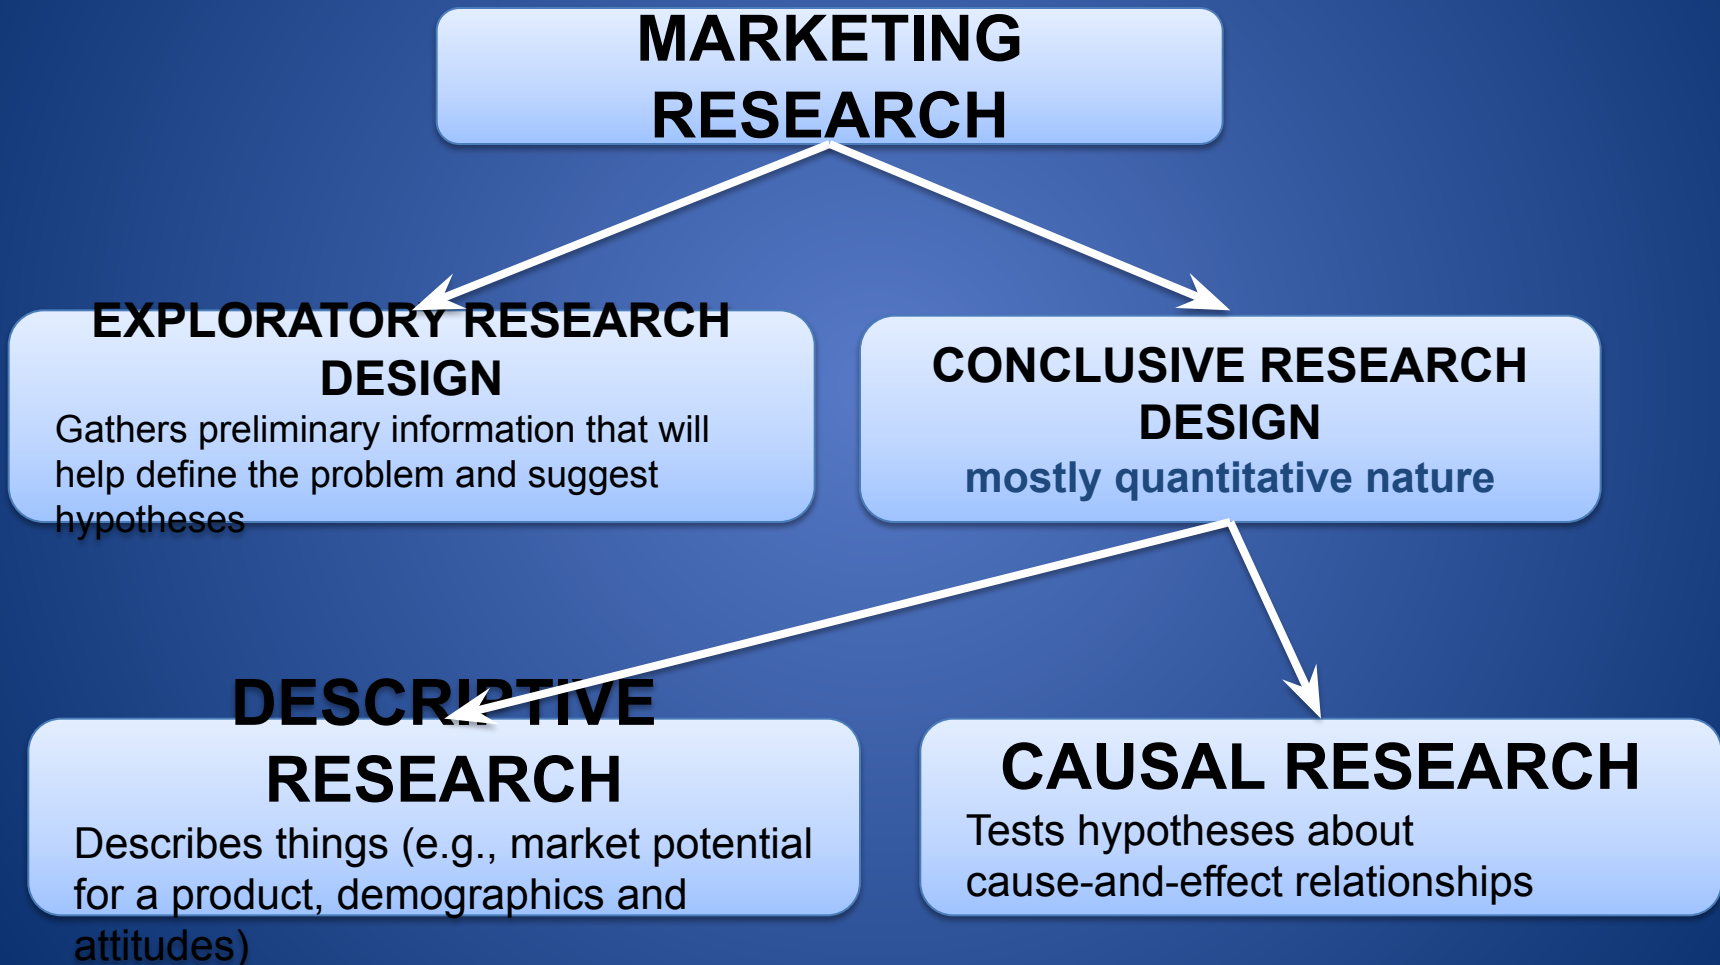 MARKETING
RESEARCH
EXPLORATORY RESEARCH
DESIGN
Gathers preliminary information that will
help define the problem and suggest
hypotheses
CONCLUSIVE RESEARCH
DESIGN
mostly quantitative nature
DESCRIPTIVE
RESEARCH
Describes things (e.g., market potential
for a product, demographics and
attitudes)
CAUSAL RESEARCH
Tests hypotheses about
cause-and-effect relationships